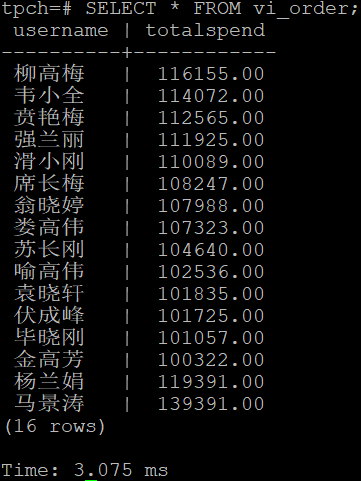 tpch=# SELECT * FROM vi_order;
 username | totalspend
----------+------------
 柳高梅   |  116155.00
 韦小全   |  114072.00
 贲艳梅   |  112565.00
 强兰丽   |  111925.00
 滑小刚   |  110089.00
 席长梅   |  108247.00
 翁晓婷   |  107988.00
 娄高伟   |  107323.00
 苏长刚   |  104640.00
 喻高伟   |  102536.00
 袁晓轩   |  101835.00
 伏成峰   |  101725.00
 毕晓刚   |  101057.00
 金高芳   |  100322.00
 杨兰娟   |  119391.00
 马景涛   |  139391.00
(16 rows)

Time: 3.075 ms